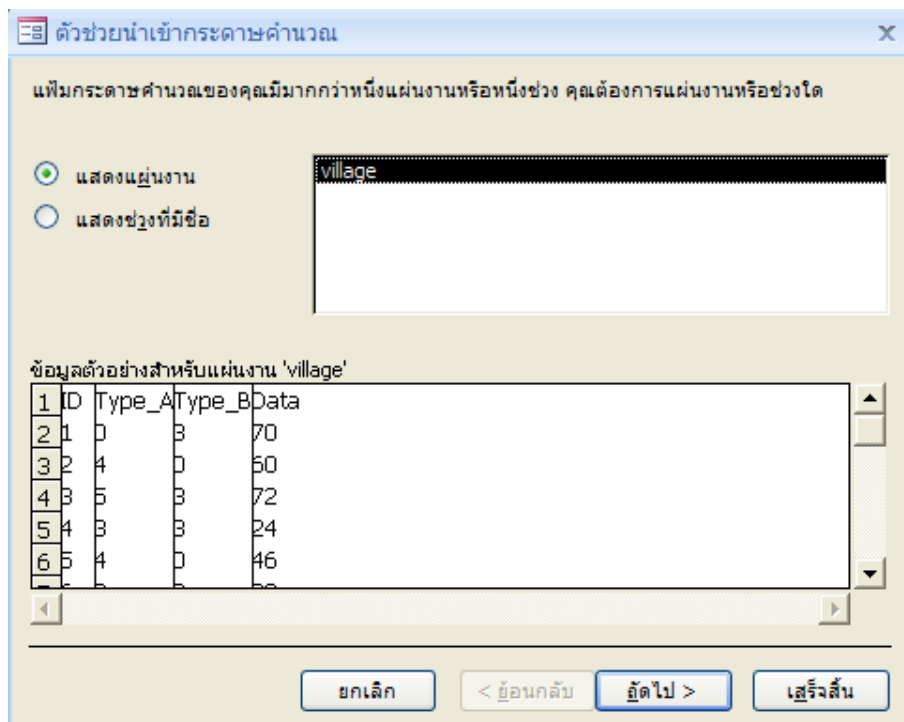 ตัวช่วยนำเข้ากระดาษคำนวณ
แฟ้มกระดาษคำนวณของคุณมีมากกว่าหนึ่งแผ่นงานหรือหนึ่งช่วง คุณต้องการแผ่นงานหรือช่วงใด
แสดงแผ่นงาน
village
แสดงช่วงที่มีชื่อ
ข้อมูลตัวอย่างสำหรับแผ่นงาน 'village'
1 ID Type_A Type_B Data
2 1 0 3 70
3 2 4 0 60
4 3 5 3 72
5 4 3 3 24
6 5 4 0 46
ยกเลิก < ย้อนกลับ ถัดไป > เสร็จสิ้น